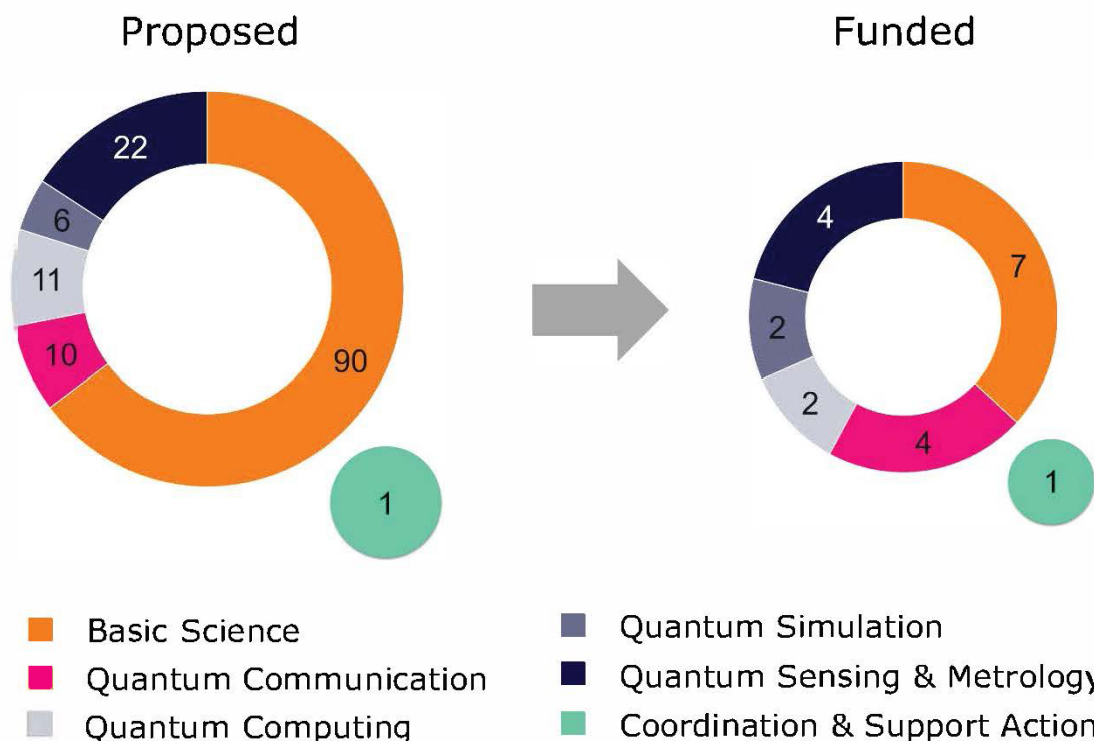 Proposed
Funded
22
6
11
10
90
1
4
7
2
2
4
1
Basic Science
Quantum Communication
Quantum Computing
Quantum Simulation
Quantum Sensing & Metrology
Coordination & Support Action